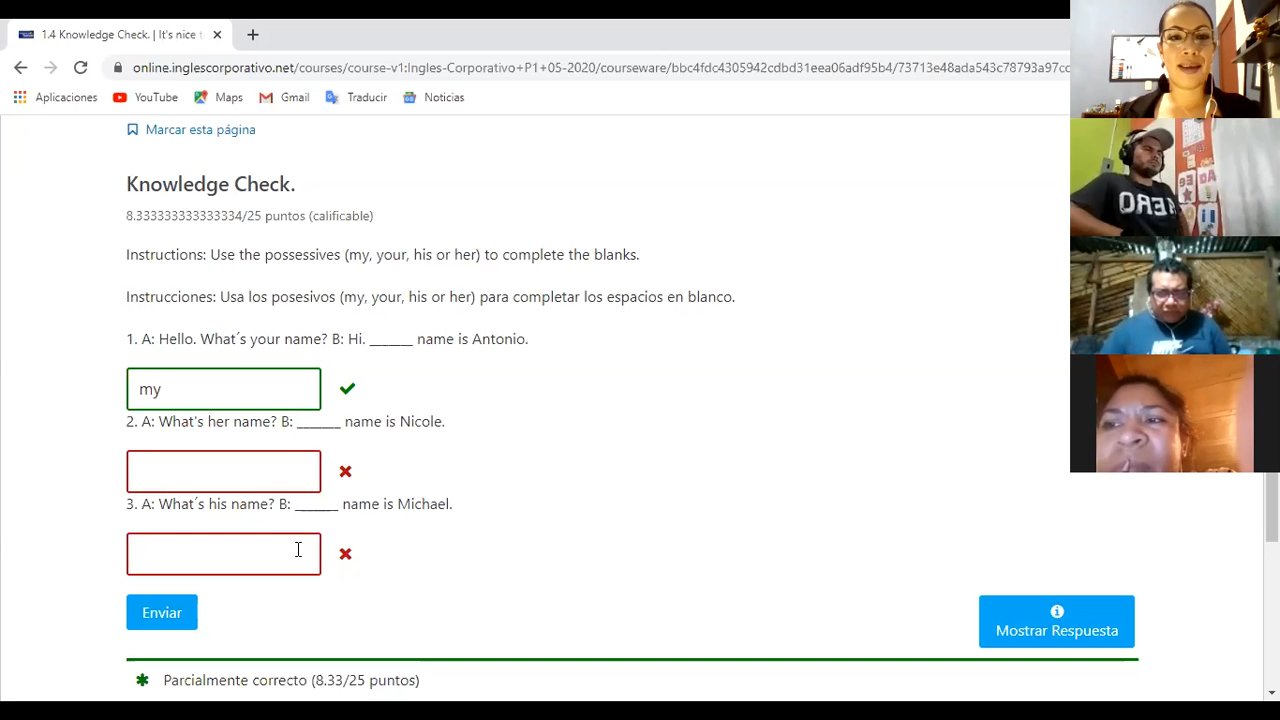 1.4 Knowledge Check. | It's nice t
online.inglescorporativo.net/courses/course-v1:Ingles-Corporativo+P1+05-2020/courseware/bbc4fdc4305942cdbd31eea06adf95b4/73713e48ada543c78793a97cc
Aplicaciones YouTube Maps Gmail Traducir Noticias
Marcar esta página
Knowledge Check.
8.333333333333334/25 puntos (calificable)
Instructions: Use the possessives (my, your, his or her) to complete the blanks.
Instrucciones: Usa los posesivos (my, your, his or her) para completar los espacios en blanco.
1. A: Hello. What´s your name? B: Hi. ______ name is Antonio.
my
2. A: What's her name? B: ______ name is Nicole.
3. A: What´s his name? B: ______ name is Michael.
Enviar
Mostrar Respuesta
Parcialmente correcto (8.33/25 puntos)